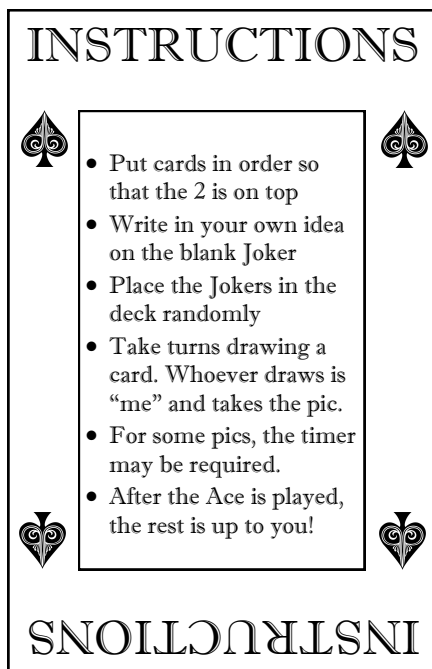 INSTRUCTIONS
• Put cards in order so
that the 2 is on top
• Write in your own idea
on the blank Joker
• Place the Jokers in the
deck randomly
• Take turns drawing a
card. Whoever draws is
“me” and takes the pic.
• For some pics, the timer
may be required.
• After the Ace is played,
the rest is up to you!
INSTRUCTIONS